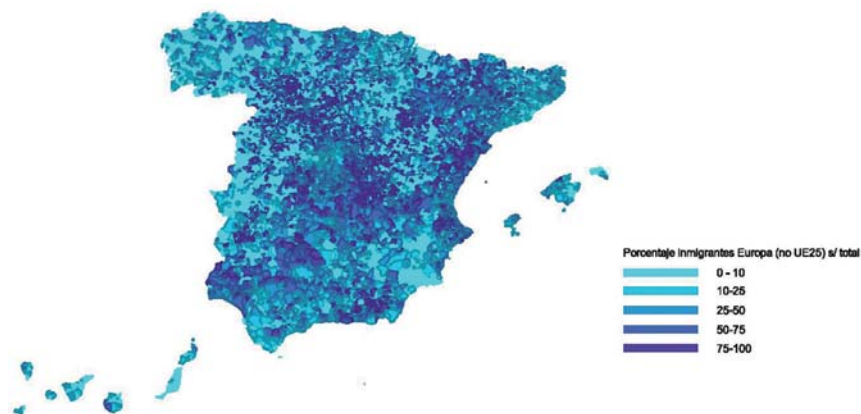 Porcentaje Inmigrantes Europa (no UE25) s/ total
0 - 10
10-25
25-50
50-75
75-100